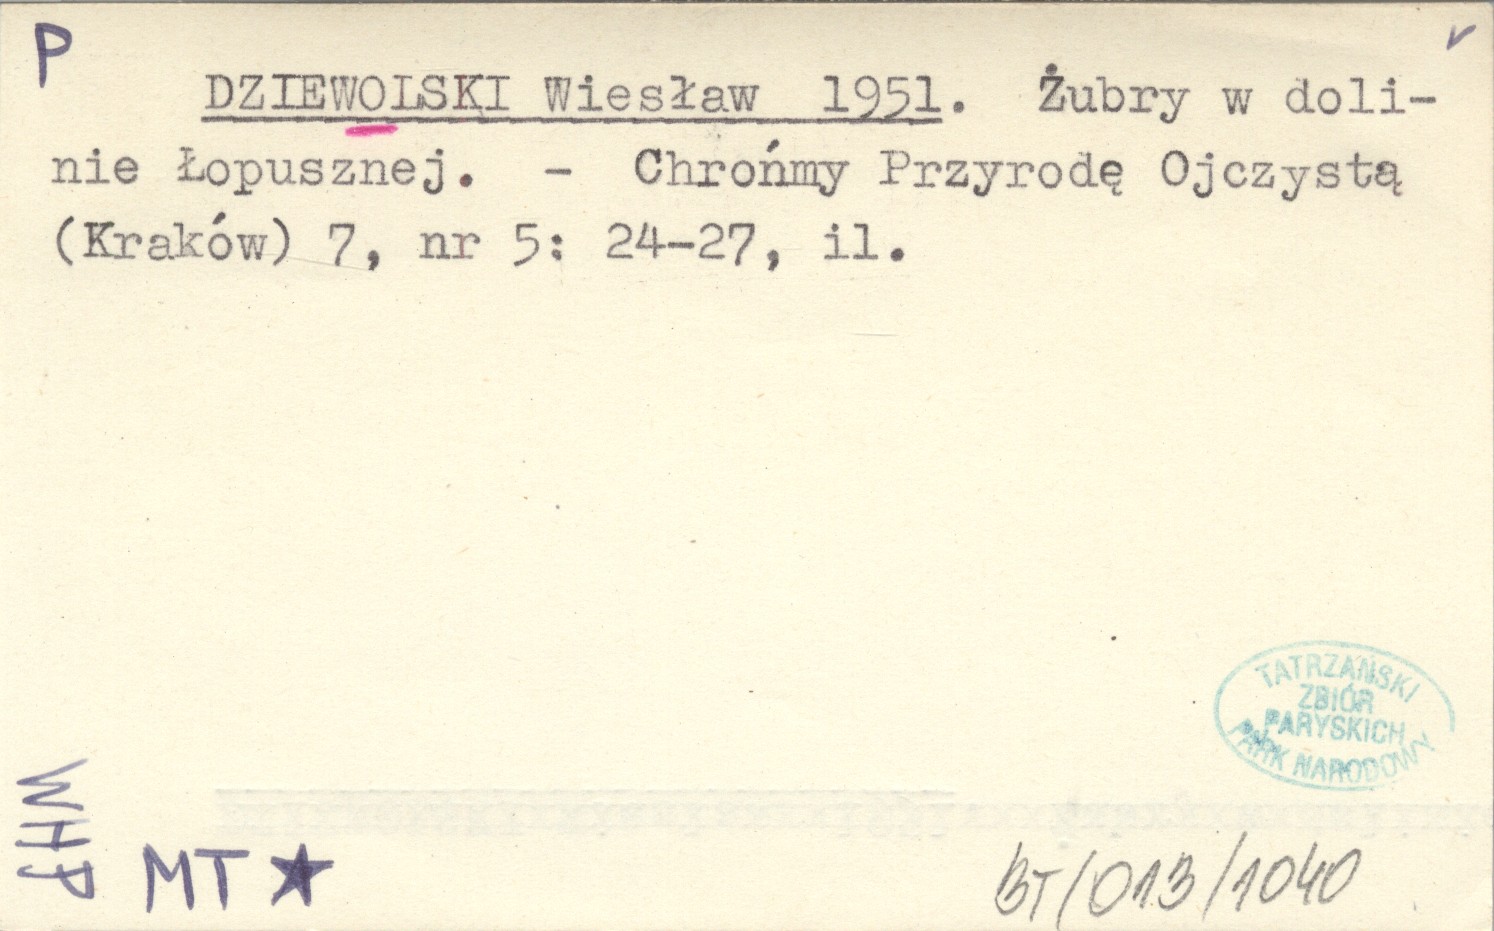 P
v
DZIEWOLSKI Wiesław 1951. Żubry w doli-
nie Łopusznej. - Chrońmy Przyrodę Ojczystą
(Kraków) 7, nr 5: 24-27, il.
TATRZAŃSKI
ZBIÓR
PARYSKICH
PARK NARODOWY
WHP
MT ★
BT/013/1040